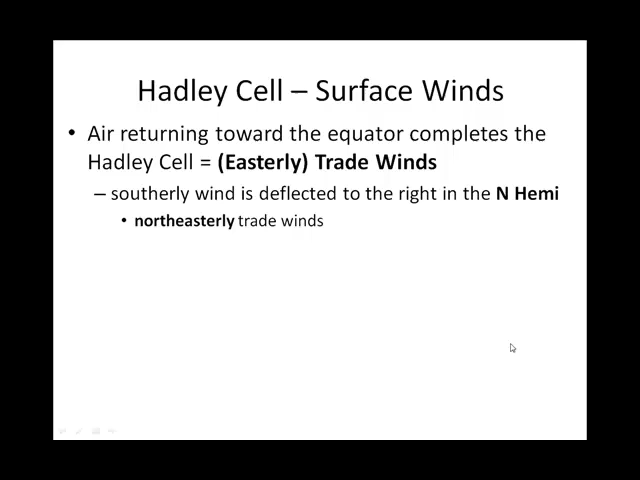 Hadley Cell – Surface Winds
• Air returning toward the equator completes the
Hadley Cell = (Easterly) Trade Winds
– southerly wind is deflected to the right in the N Hemi
• northeasterly trade winds